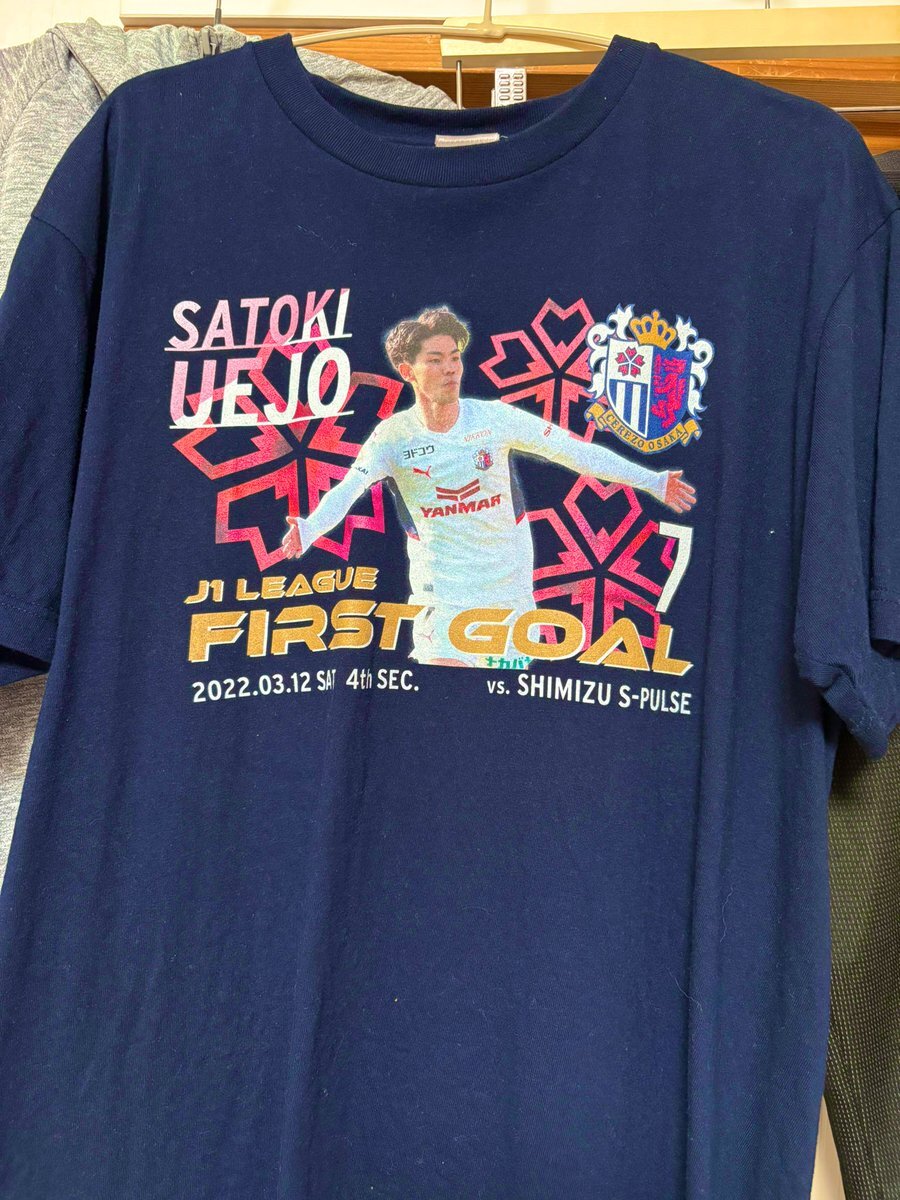 SATOKI
UEJO
CEREZO OSAKA
ヨドコウ
YANMAR
7
J1 LEAGUE
FIRST GOAL
2022.03.12 SAT 4th SEC.
vs. SHIMIZU S-PULSE